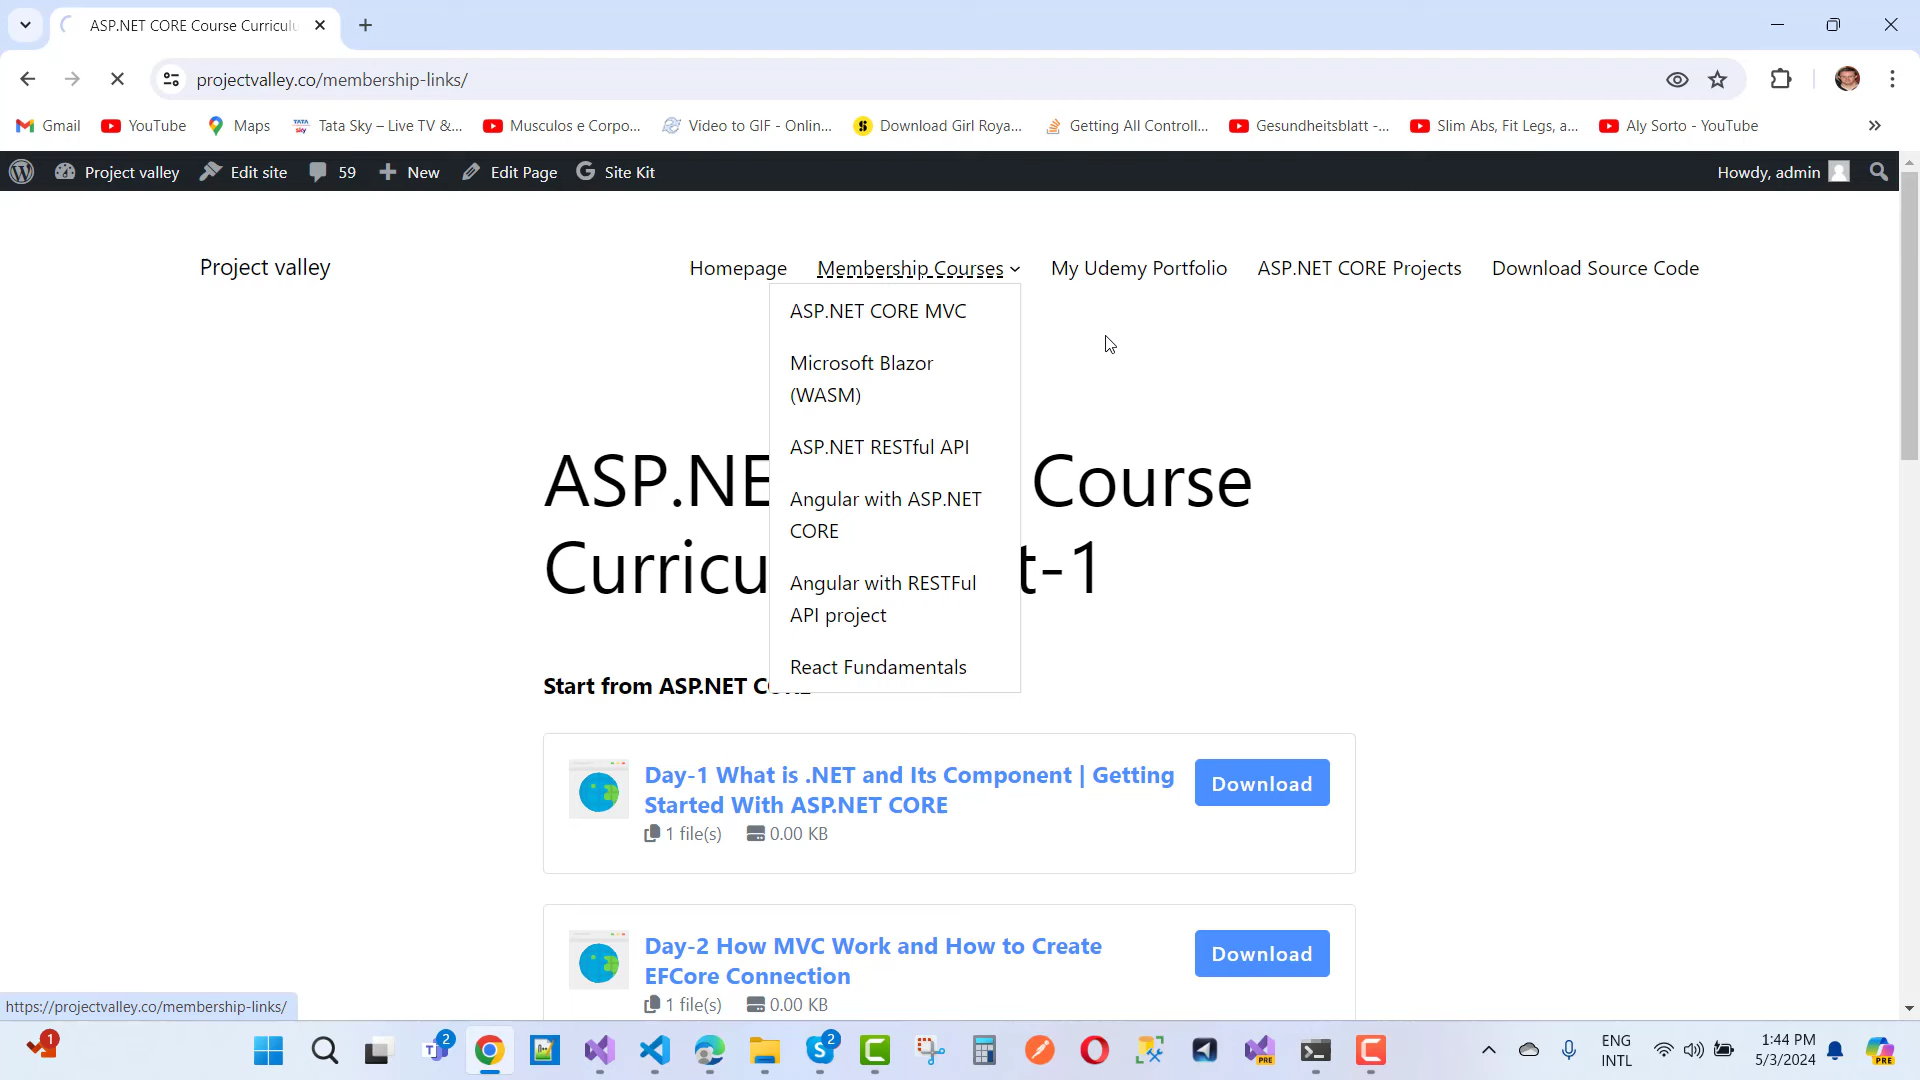 ASP.NET CORE Course Curricul
projectvalley.co/membership-links/
Gmail
YouTube
Maps
Tata Sky – Live TV &...
Musculos e Corpo...
Video to GIF - Onlin...
Download Girl Roya...
Getting All Controll...
Gesundheitsblatt -...
Slim Abs, Fit Legs, a...
Aly Sorto - YouTube
Project valley
Edit site
59
New
Edit Page
Site Kit
Howdy, admin
Project valley
Homepage
Membership Courses
My Udemy Portfolio
ASP.NET CORE Projects
Download Source Code
ASP.NET CORE MVC
Microsoft Blazor
(WASM)
ASP.NET RESTful API
Angular with ASP.NET
CORE
Angular with RESTFul
API project
React Fundamentals
ASP.NE Course
Curricu t-1
Start from ASP.NET CORE
Day-1 What is .NET and Its Component | Getting
Started With ASP.NET CORE
1 file(s) 0.00 KB
Download
Day-2 How MVC Work and How to Create
EFCore Connection
1 file(s) 0.00 KB
Download
https://projectvalley.co/membership-links/
1
2
2
PRE
ENG
INTL
1:44 PM
5/3/2024
PRE